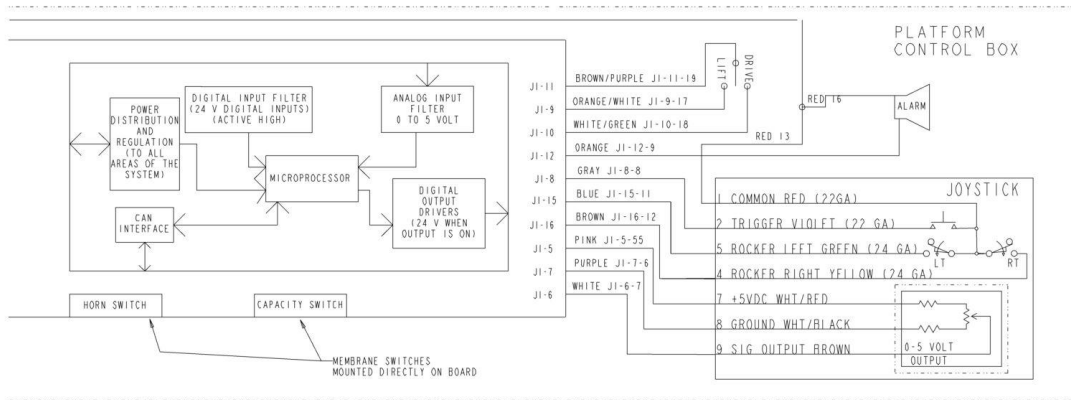 PLATFORM
CONTROL BOX
POWER
DISTRIBUTION
AND
REGULATION
(TO ALL
AREAS OF THE
SYSTEM)
DIGITAL INPUT FILTER
(24 V DIGITAL INPUTS)
(ACTIVE HIGH)
ANALOG INPUT
FILTER
0 TO 5 VOLT
MICROPROCESSOR
DIGITAL
OUTPUT
DRIVERS
(24 V WHEN
OUTPUT IS ON)
CAN
INTERFACE
HORN SWITCH
CAPACITY SWITCH
MEMBRANE SWITCHES
MOUNTED DIRECTLY ON BOARD
J1-11
J1-9
J1-10
J1-12
J1-8
J1-15
J1-16
J1-5
J1-7
J1-6
BROWN/PURPLE J1-11-19
ORANGE/WHITE J1-9-17
WHITE/GREEN J1-10-18
ORANGE J1-12-9
GRAY J1-8-8
BLUE J1-15-11
BROWN J1-16-12
PINK J1-5-55
PURPLE J1-7-6
WHITE J1-6-7
LIFT
DRIVE
RED 16
ALARM
RED 13
JOYSTICK
1 COMMON RED (22GA)
2 TRIGGER VIOLET (22 GA)
5 ROCKER LEFT GREEN (24 GA)
LT
RT
4 ROCKER RIGHT YELLOW (24 GA)
7 +5VDC WHT/RED
8 GROUND WHT/BLACK
9 SIG OUTPUT BROWN
0-5 VOLT
OUTPUT